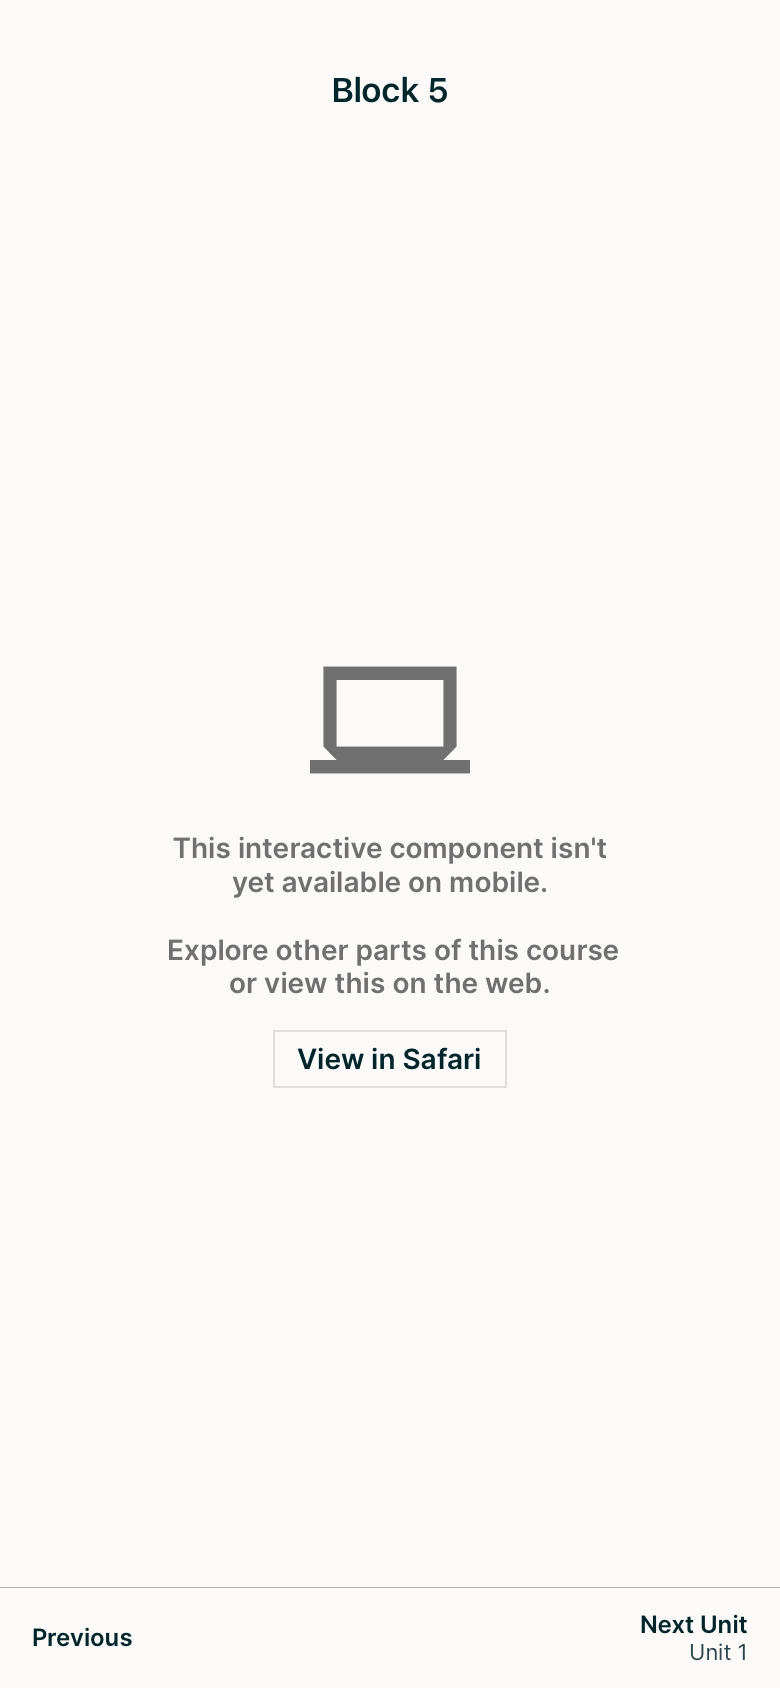 Block 5
This interactive component isn't
yet available on mobile.
Explore other parts of this course
or view this on the web.
View in Safari
Previous
Next Unit
Unit 1